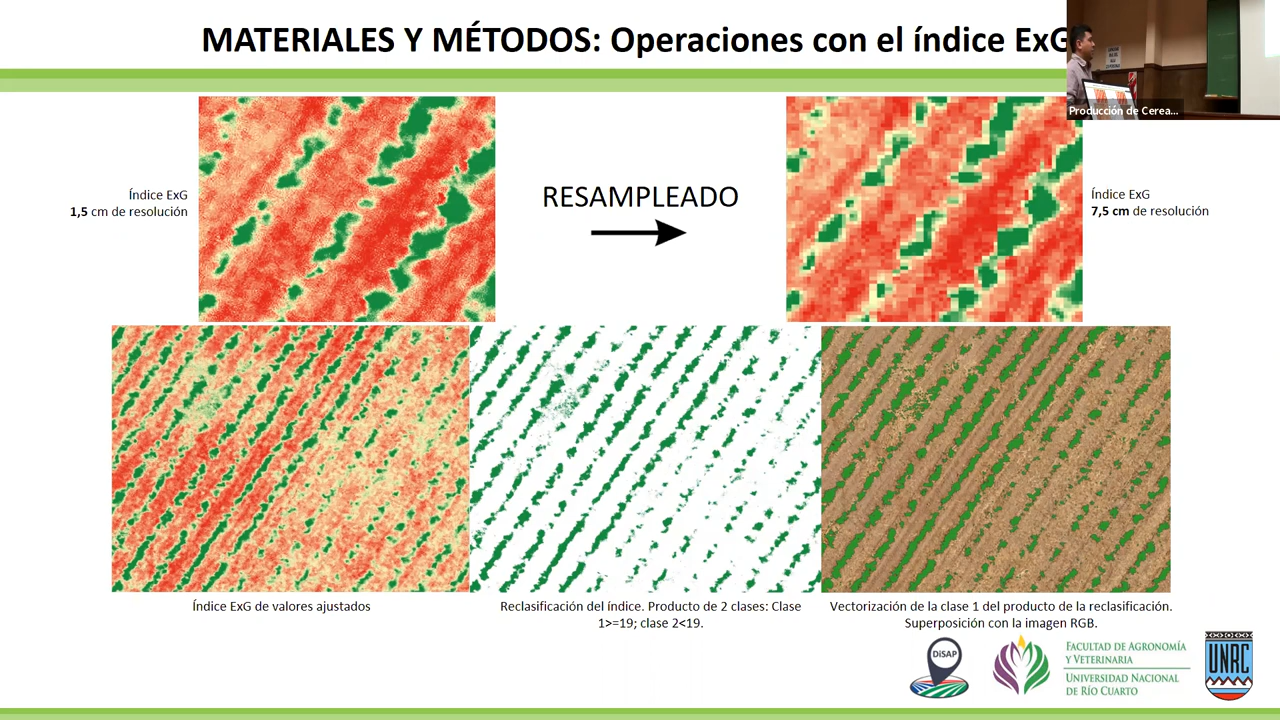 MATERIALES Y MÉTODOS: Operaciones con el índice ExG
Producción de Cerea...
Índice ExG
1,5 cm de resolución
RESAMPLEADO
Índice ExG
7,5 cm de resolución
Índice ExG de valores ajustados
Reclasificación del índice. Producto de 2 clases: Clase
1>=19; clase 2<19.
Vectorización de la clase 1 del producto de la reclasificación.
Superposición con la imagen RGB.
DiSAP
FACULTAD DE AGRONOMÍA
Y VETERINARIA
UNIVERSIDAD NACIONAL
DE RÍO CUARTO
UNRC